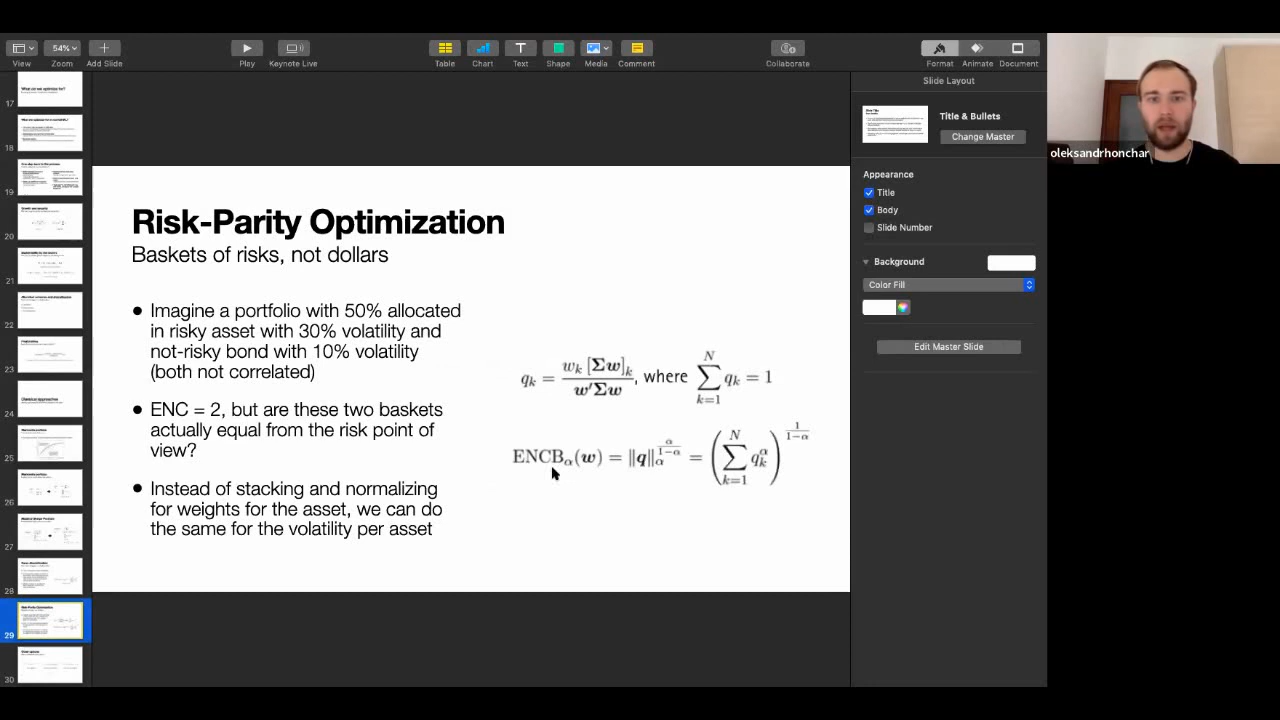 View
54%
Zoom
Add Slide
Play
Keynote Live
Table
Chart
Text
Shape
Media
Comment
Collaborate
Format
Animate
Document
17
18
19
20
21
22
23
24
25
26
27
28
29
30
Risk-Parity Optimization
Baskets of risks, not dollars
● Imagine a portfolio with 50% allocated
in risky asset with 30% volatility and
not-risky bond with 10% volatility
(both not correlated)
● ENC = 2, but are these two baskets
actually equal from the risk point of
view?
● Instead of stacking and normalizing
for weights for the asset, we can do
the same for the volatility per asset
q_k = w_k [Σw]_k / w'Σw, where ∑_{k=1}^{N} q_k = 1
ENCB_α(w) = ‖q‖_α^{α/(1−α)} = (∑_{k=1}^{N} q_k^α)^{1/(1−α)}
Slide Layout
Title & Bullets
Change Master
Appearance
Title
Body
Slide Number
Background
Color Fill
Edit Master Slide
oleksandrhonchar